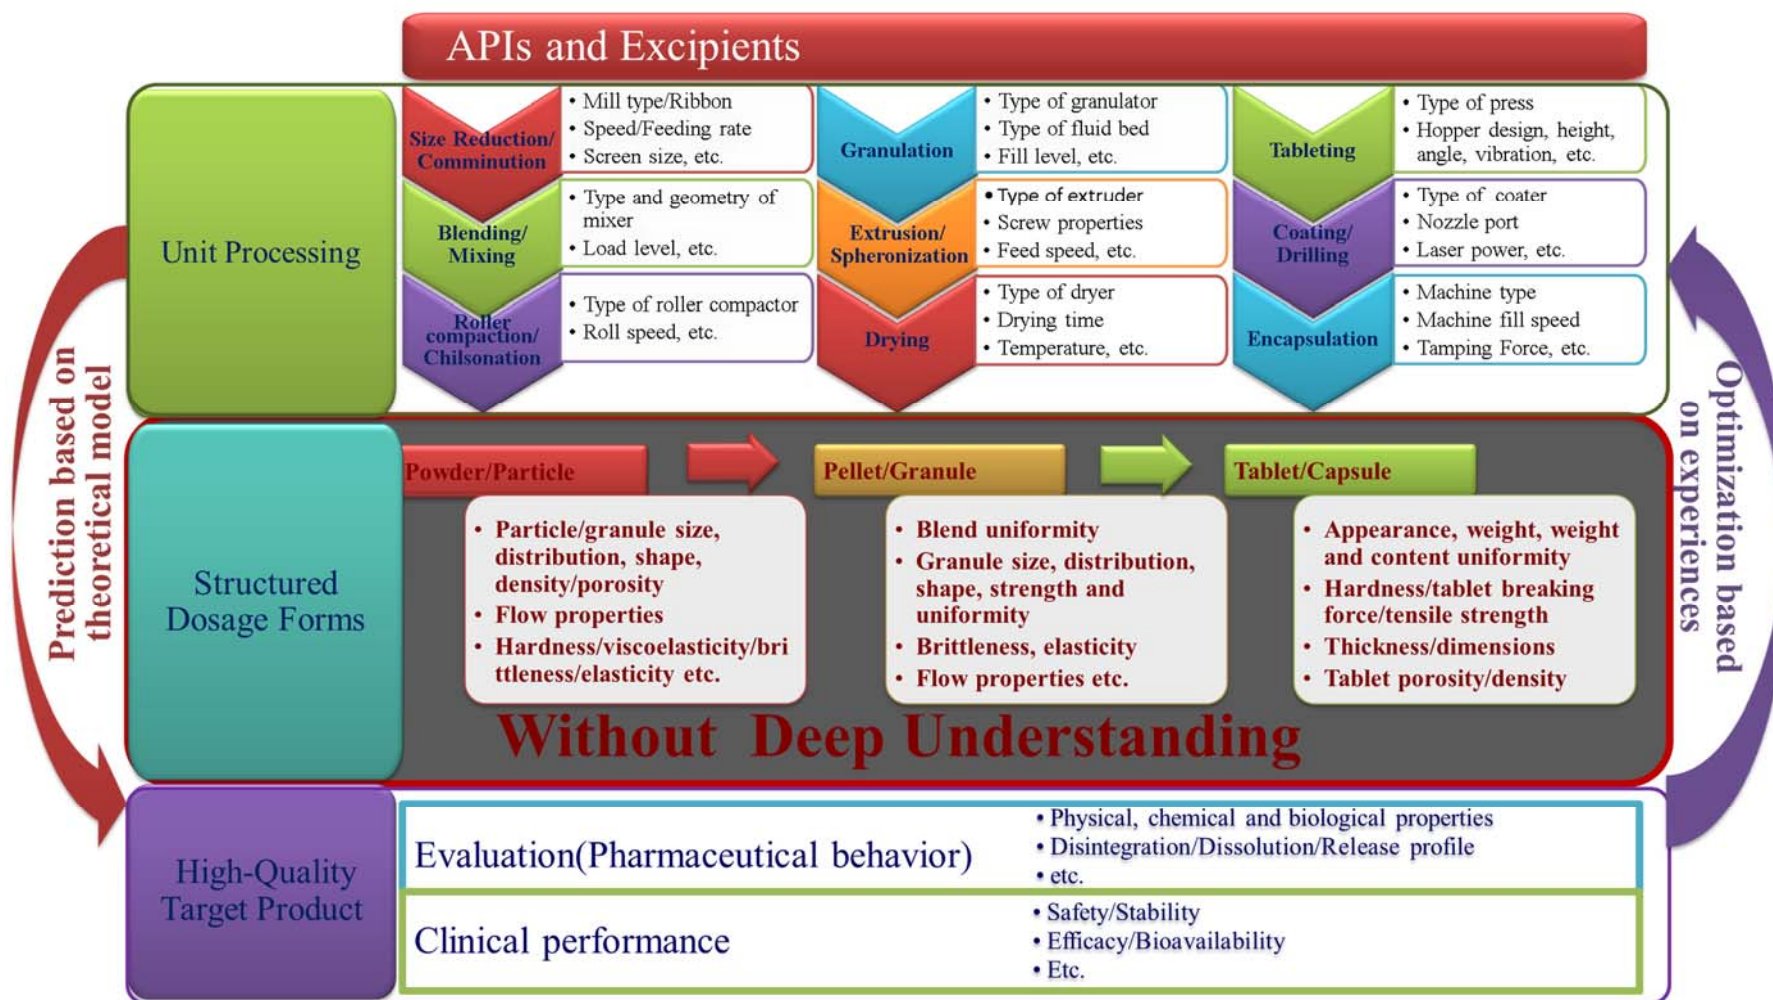 APIs and Excipients
Unit Processing
Size Reduction/
Comminution
• Mill type/Ribbon
• Speed/Feeding rate
• Screen size, etc.
Blending/
Mixing
• Type and geometry of
mixer
• Load level, etc.
Roller
compaction/
Chilsonation
• Type of roller compactor
• Roll speed, etc.
Granulation
• Type of granulator
• Type of fluid bed
• Fill level, etc.
Extrusion/
Spheronization
• Type of extruder
• Screw properties
• Feed speed, etc.
Drying
• Type of dryer
• Drying time
• Temperature, etc.
Tableting
• Type of press
• Hopper design, height,
angle, vibration, etc.
Coating/
Drilling
• Type of coater
• Nozzle port
• Laser power, etc.
Encapsulation
• Machine type
• Machine fill speed
• Tamping Force, etc.
Prediction based on
theoretical model
Optimization based
on experiences
Structured
Dosage Forms
Powder/Particle
• Particle/granule size,
distribution, shape,
density/porosity
• Flow properties
• Hardness/viscoelasticity/bri
ttleness/elasticity etc.
Pellet/Granule
• Blend uniformity
• Granule size, distribution,
shape, strength and
uniformity
• Brittleness, elasticity
• Flow properties etc.
Tablet/Capsule
• Appearance, weight, weight
and content uniformity
• Hardness/tablet breaking
force/tensile strength
• Thickness/dimensions
• Tablet porosity/density
Without Deep Understanding
High-Quality
Target Product
Evaluation(Pharmaceutical behavior)
• Physical, chemical and biological properties
• Disintegration/Dissolution/Release profile
• etc.
Clinical performance
• Safety/Stability
• Efficacy/Bioavailability
• Etc.